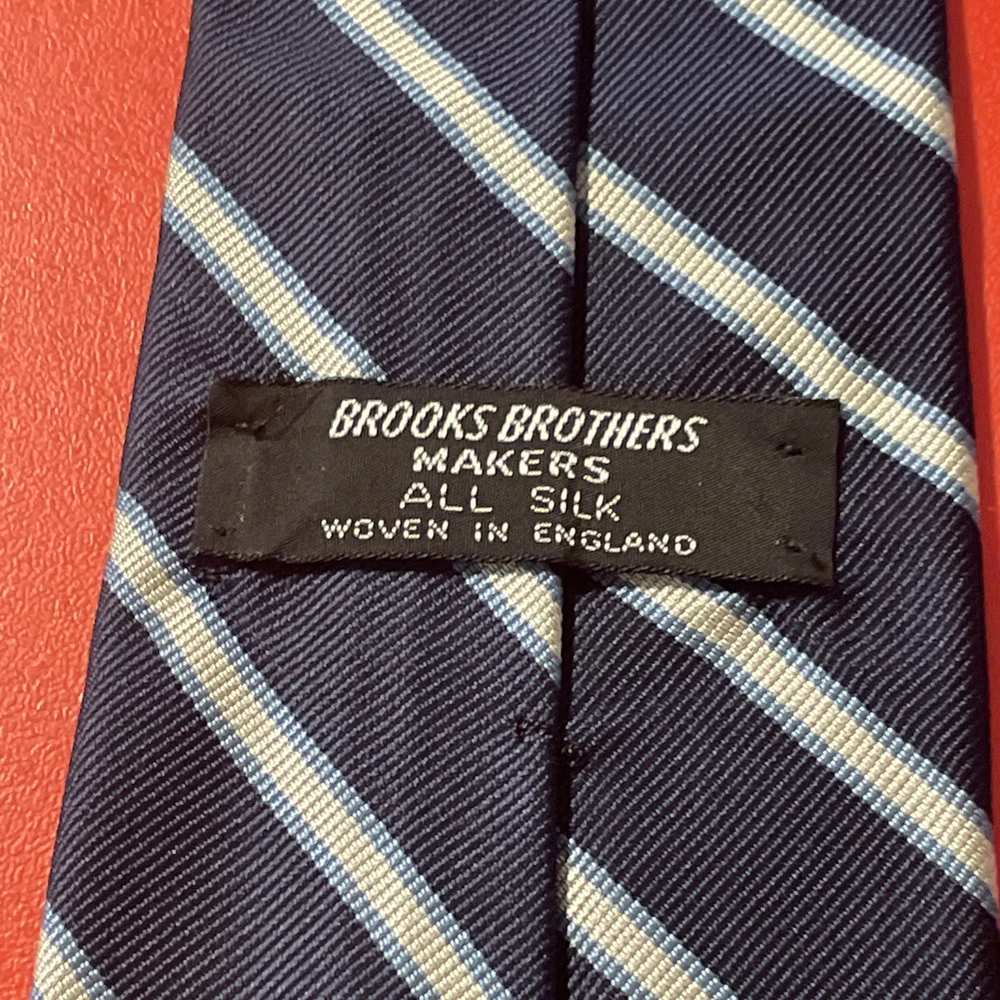 BROOKS BROTHERS
MAKERS
ALL SILK
WOVEN IN ENGLAND